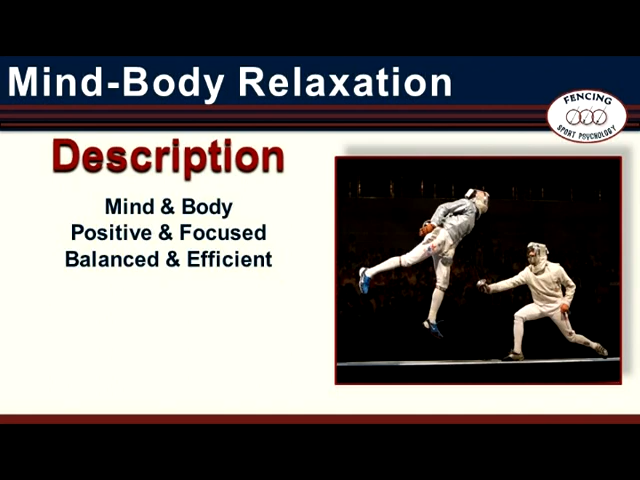 Mind-Body Relaxation
FENCING
SPORT PSYCHOLOGY
Description
Mind & Body
Positive & Focused
Balanced & Efficient